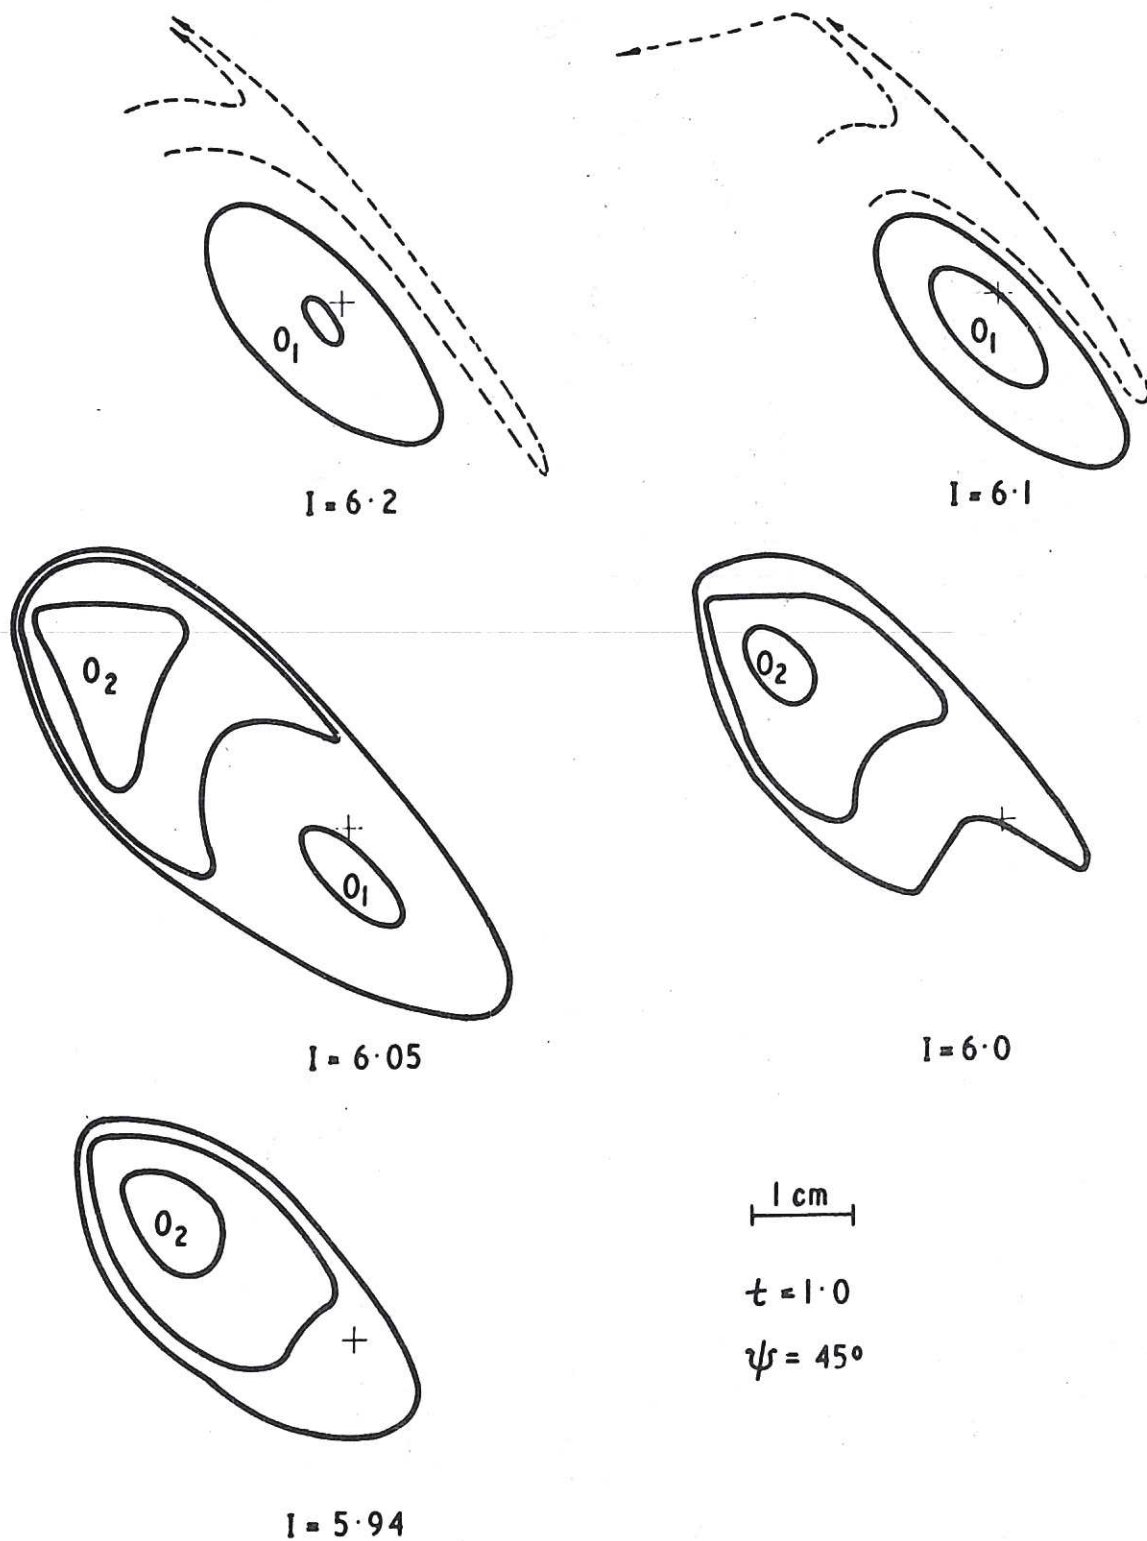 O₁
I = 6·2
O₁
I = 6·1
O₂
O₁
I = 6·05
O₂
I = 6·0
O₂
I = 5·94
1 cm
t = 1·0
ψ = 45°